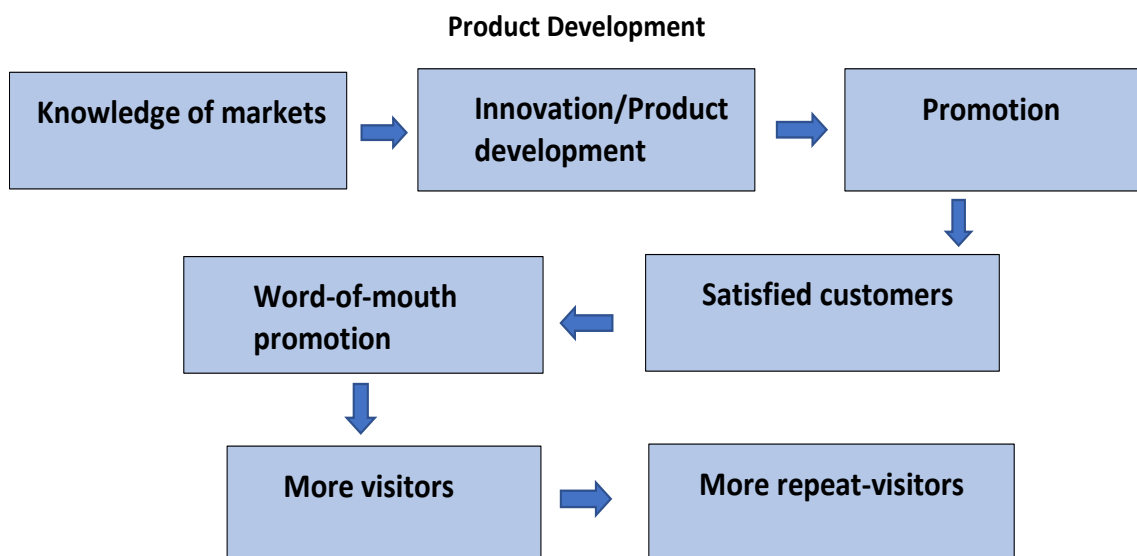 Product Development
Knowledge of markets
Innovation/Product
development
Promotion
Satisfied customers
Word-of-mouth
promotion
More visitors
More repeat-visitors